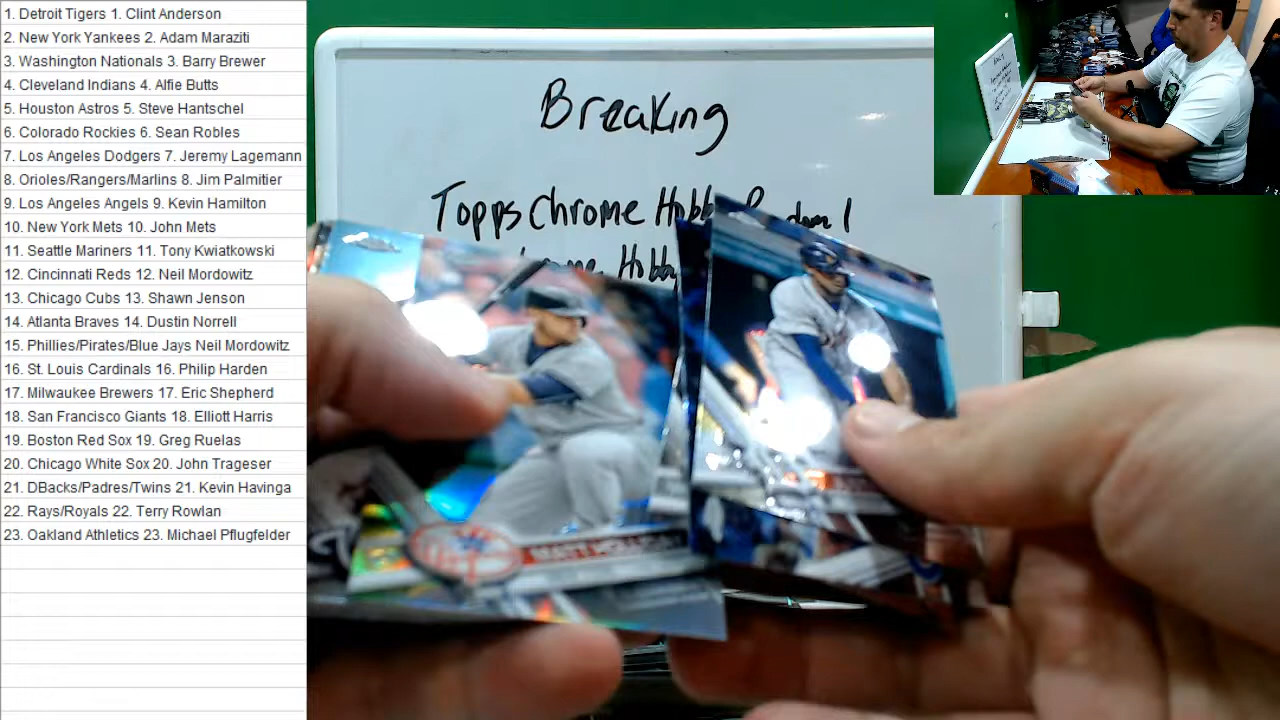 1. Detroit Tigers 1. Clint Anderson
2. New York Yankees 2. Adam Maraziti
3. Washington Nationals 3. Barry Brewer
4. Cleveland Indians 4. Alfie Butts
5. Houston Astros 5. Steve Hantschel
6. Colorado Rockies 6. Sean Robles
7. Los Angeles Dodgers 7. Jeremy Lagemann
8. Orioles/Rangers/Marlins 8. Jim Palmitier
9. Los Angeles Angels 9. Kevin Hamilton
10. New York Mets 10. John Mets
11. Seattle Mariners 11. Tony Kwiatkowski
12. Cincinnati Reds 12. Neil Mordowitz
13. Chicago Cubs 13. Shawn Jenson
14. Atlanta Braves 14. Dustin Norrell
15. Phillies/Pirates/Blue Jays Neil Mordowitz
16. St. Louis Cardinals 16. Philip Harden
17. Milwaukee Brewers 17. Eric Shepherd
18. San Francisco Giants 18. Elliott Harris
19. Boston Red Sox 19. Greg Ruelas
20. Chicago White Sox 20. John Trageser
21. DBacks/Padres/Twins 21. Kevin Havinga
22. Rays/Royals 22. Terry Rowlan
23. Oakland Athletics 23. Michael Pflugfelder
Breaking
Topps Chrome Hobby Random 1
Hobby
MATT HOLLIDAY